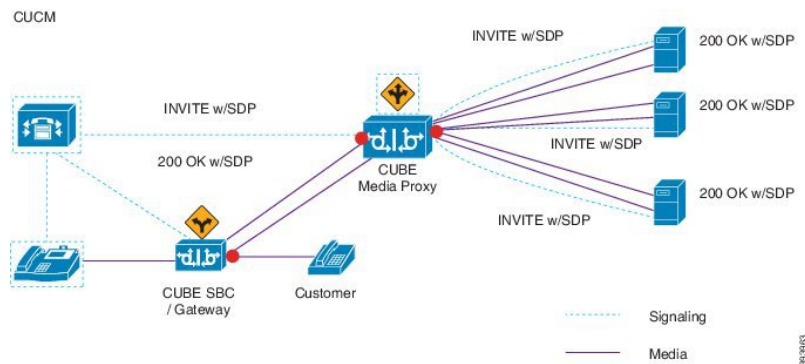 CUCM
INVITE w/SDP
200 OK w/SDP
INVITE w/SDP
200 OK w/SDP
200 OK w/SDP
INVITE w/SDP
200 OK w/SDP
INVITE w/SDP
CUBE
Media Proxy
CUBE SBC
/ Gateway
Customer
Signaling
Media